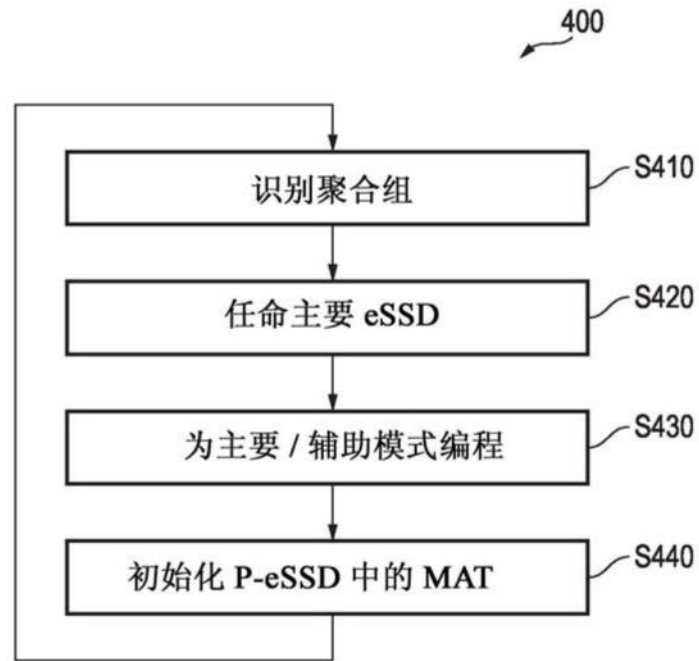 400
识别聚合组
S410
任命主要 eSSD
S420
为主要 / 辅助模式编程
S430
初始化 P-eSSD 中的 MAT
S440